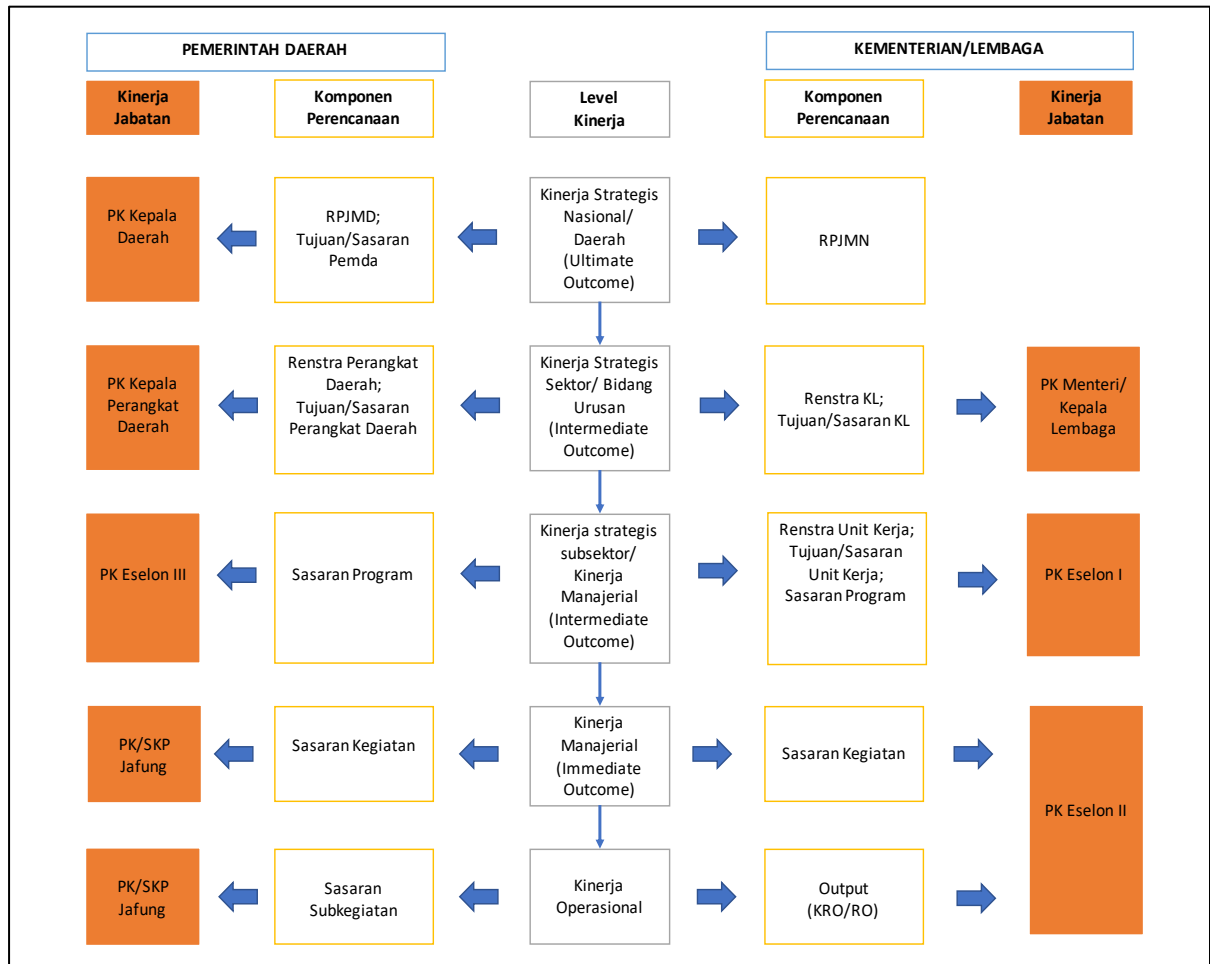 PEMERINTAH DAERAH
KEMENTERIAN/LEMBAGA
Kinerja
Jabatan
Komponen
Perencanaan
Level
Kinerja
Komponen
Perencanaan
Kinerja
Jabatan
PK Kepala
Daerah
RPJMD;
Tujuan/Sasaran
Pemda
Kinerja Strategis
Nasional/
Daerah
(Ultimate
Outcome)
RPJMN
PK Kepala
Perangkat
Daerah
Renstra Perangkat
Daerah;
Tujuan/Sasaran
Perangkat Daerah
Kinerja Strategis
Sektor/ Bidang
Urusan
(Intermediate
Outcome)
Renstra KL;
Tujuan/Sasaran KL
PK Menteri/
Kepala
Lembaga
PK Eselon III
Sasaran Program
Kinerja strategis
subsektor/
Kinerja
Manajerial
(Intermediate
Outcome)
Renstra Unit Kerja;
Tujuan/Sasaran
Unit Kerja;
Sasaran Program
PK Eselon I
PK/SKP
Jafung
Sasaran Kegiatan
Kinerja
Manajerial
(Immediate
Outcome)
Sasaran Kegiatan
PK Eselon II
PK/SKP
Jafung
Sasaran
Subkegiatan
Kinerja
Operasional
Output
(KRO/RO)